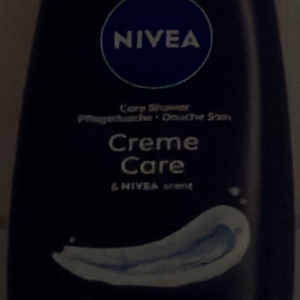 NIVEA
Care Shower
Pflegedusche • Douche Soin
Creme
Care
& NIVEA scent